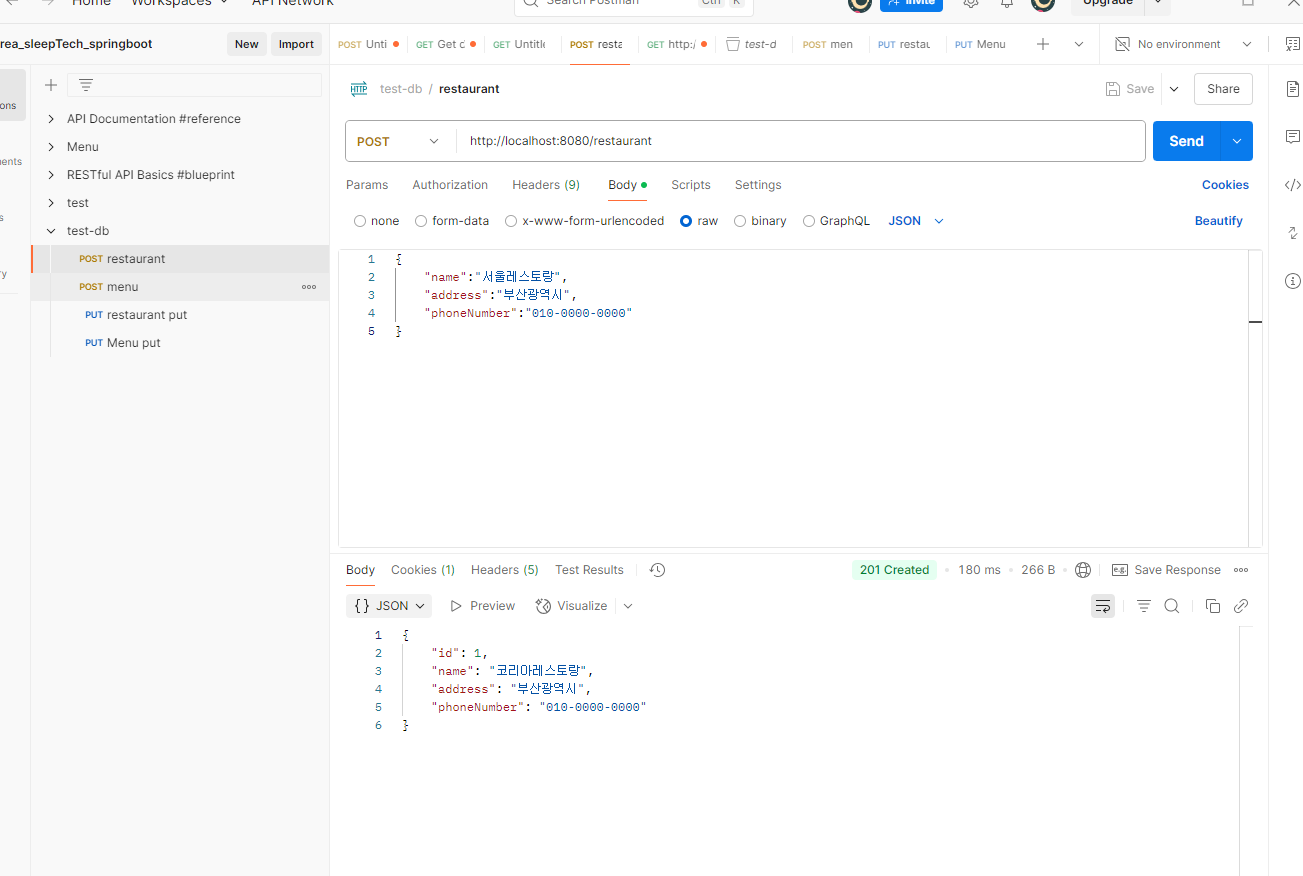 Home Workspaces API Network Search Postman Ctrl K Invite Upgrade
rea_sleepTech_springboot New Import POST Unti GET Get c GET Untitle POST resta GET http:/ test-d POST men PUT restau PUT Menu No environment
ons
HTTP test-db / restaurant Save Share
API Documentation #reference
Menu
ments
RESTful API Basics #blueprint
test
s
test-db
POST restaurant
ry
POST menu
PUT restaurant put
PUT Menu put
POST http://localhost:8080/restaurant Send
Params Authorization Headers (9) Body Scripts Settings Cookies
none form-data x-www-form-urlencoded raw binary GraphQL JSON Beautify
1 {
2 "name":"서울레스토랑",
3 "address":"부산광역시",
4 "phoneNumber":"010-0000-0000"
5 }
Body Cookies (1) Headers (5) Test Results 201 Created • 180 ms • 266 B • e.g. Save Response
{} JSON Preview Visualize
1 {
2 "id": 1,
3 "name": "코리아레스토랑",
4 "address": "부산광역시",
5 "phoneNumber": "010-0000-0000"
6 }